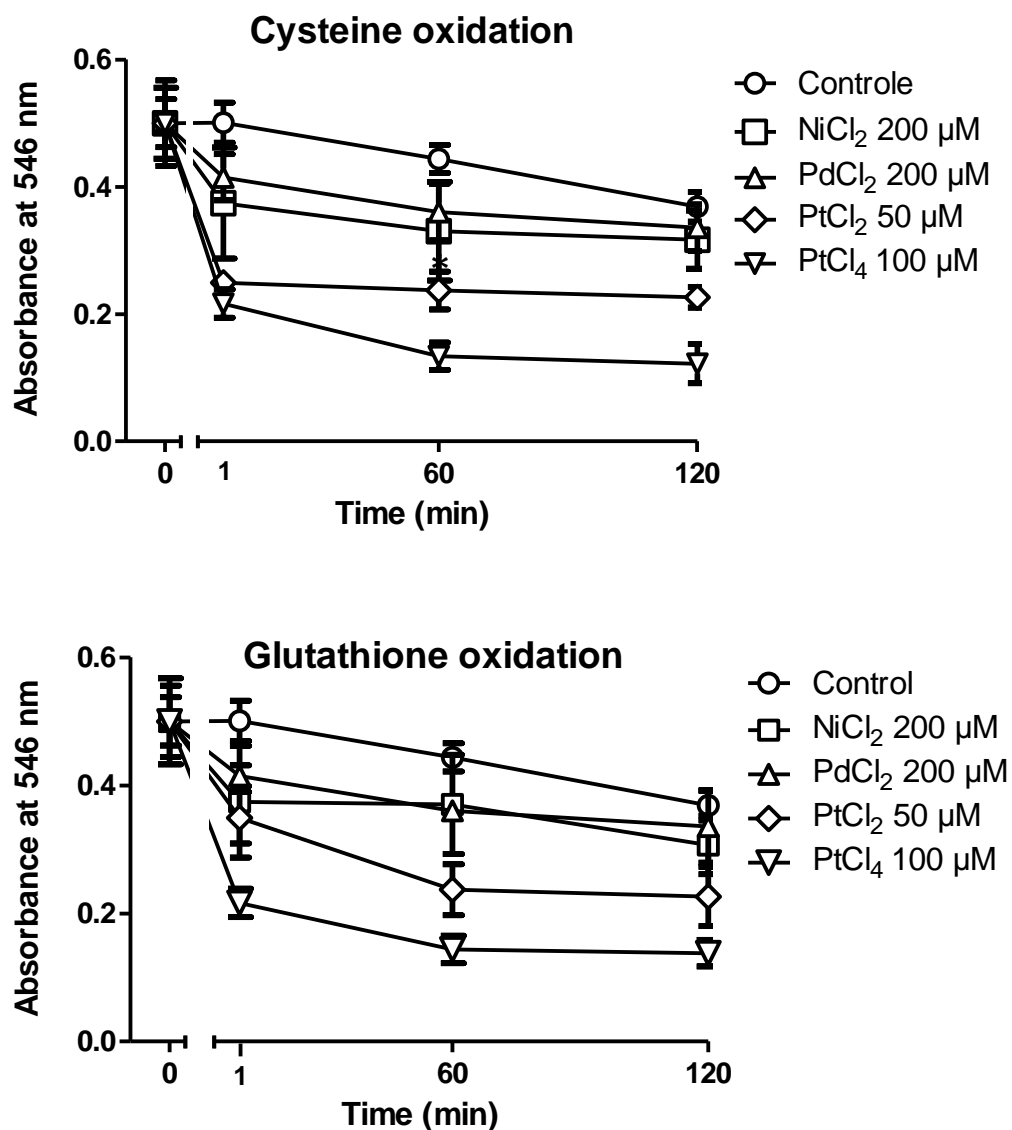 Cysteine oxidation
Absorbance at 546 nm
0.6
0.4
0.2
0.0
0
1
60
120
Time (min)
Controle
NiCl₂ 200 µM
PdCl₂ 200 µM
PtCl₂ 50 µM
PtCl₄ 100 µM
*
Glutathione oxidation
Absorbance at 546 nm
0.6
0.4
0.2
0.0
0
1
60
120
Time (min)
Control
NiCl₂ 200 µM
PdCl₂ 200 µM
PtCl₂ 50 µM
PtCl₄ 100 µM